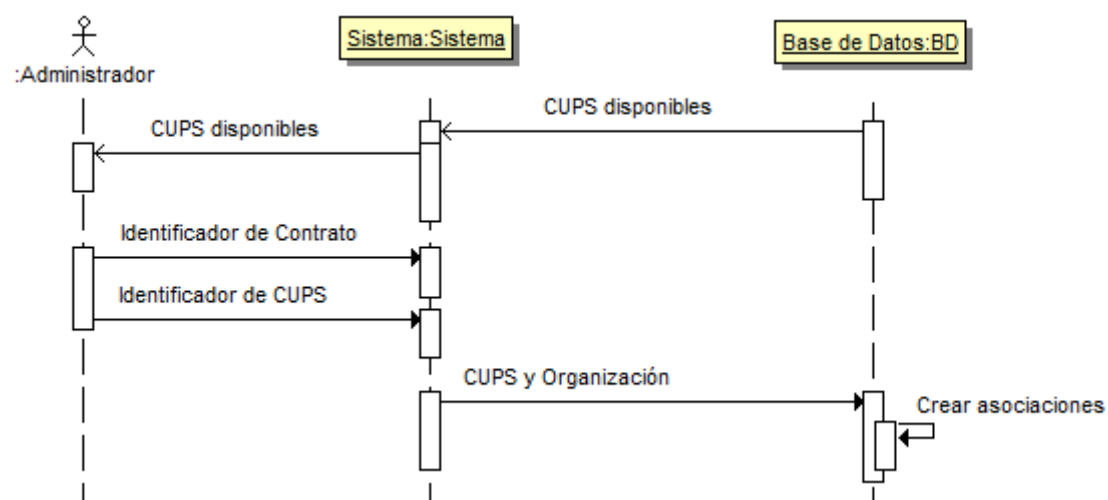 Sistema:Sistema
Base de Datos:BD
:Administrador
CUPS disponibles
CUPS disponibles
Identificador de Contrato
Identificador de CUPS
CUPS y Organización
Crear asociaciones